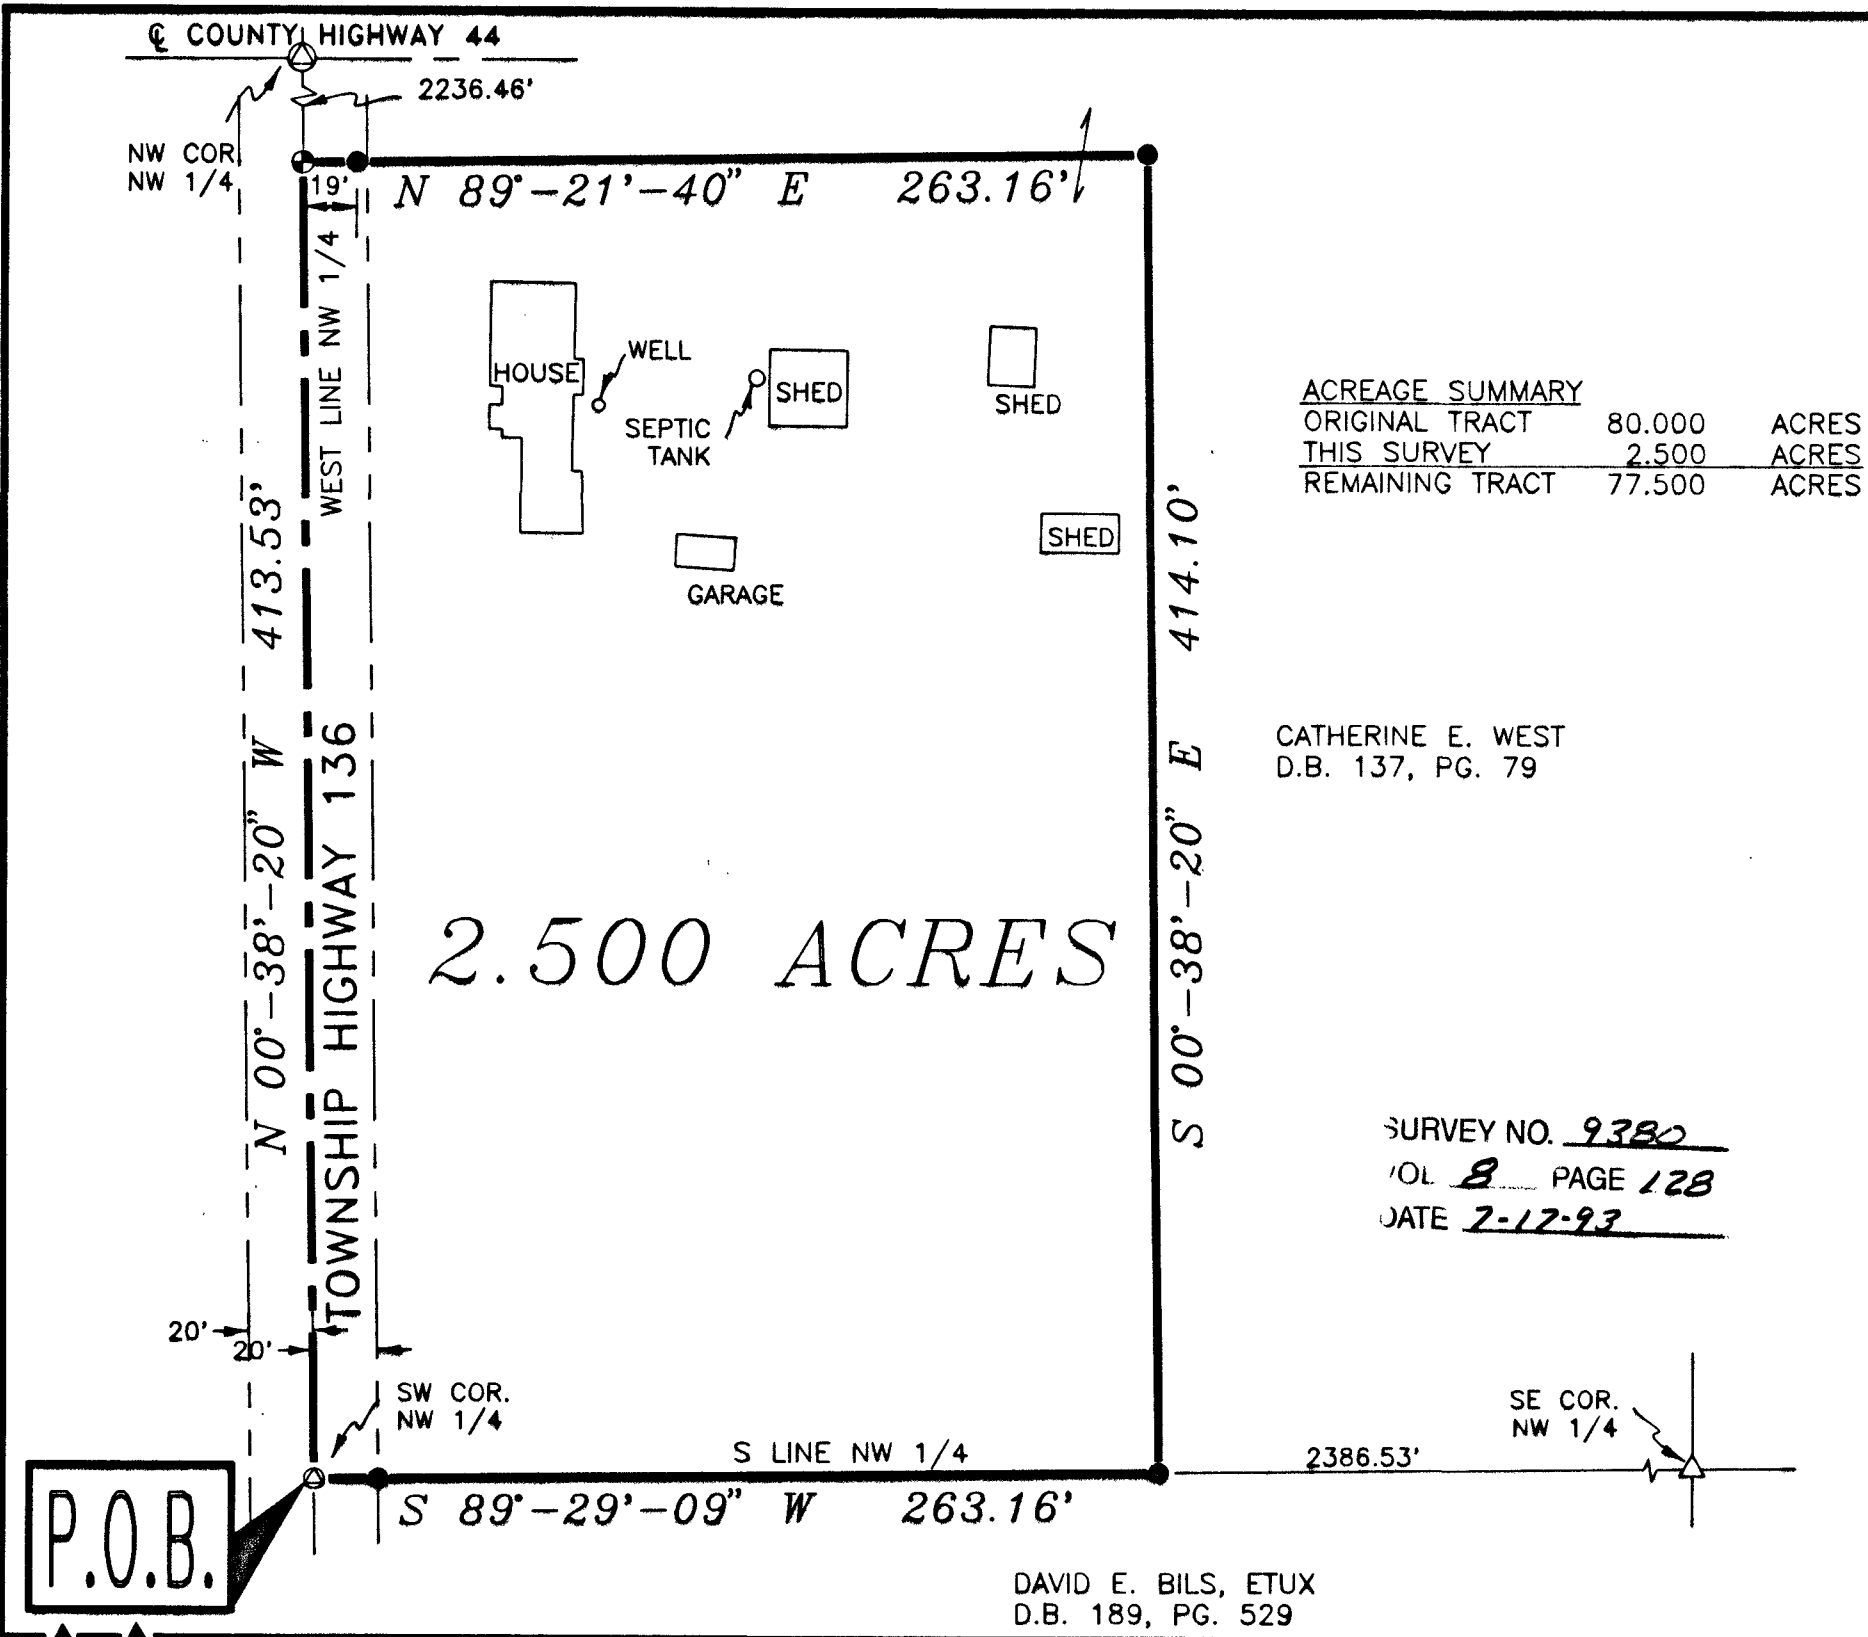 ℄ COUNTY HIGHWAY 44
2236.46'
NW COR
NW 1/4
19'
N 89°-21'-40" E 263.16'
WEST LINE NW 1/4
HOUSE
WELL
SEPTIC
TANK
SHED
SHED
SHED
GARAGE
ACREAGE SUMMARY
ORIGINAL TRACT 80.000 ACRES
THIS SURVEY 2.500 ACRES
REMAINING TRACT 77.500 ACRES
N 00°-38'-20" W 413.53'
TOWNSHIP HIGHWAY 136
S 00°-38'-20" E 414.10'
CATHERINE E. WEST
D.B. 137, PG. 79
2.500 ACRES
SURVEY NO. 9380
VOL 8 PAGE 128
DATE 7-17-93
20'
20'
SW COR.
NW 1/4
S LINE NW 1/4
SE COR.
NW 1/4
2386.53'
P.O.B.
S 89°-29'-09" W 263.16'
DAVID E. BILS, ETUX
D.B. 189, PG. 529